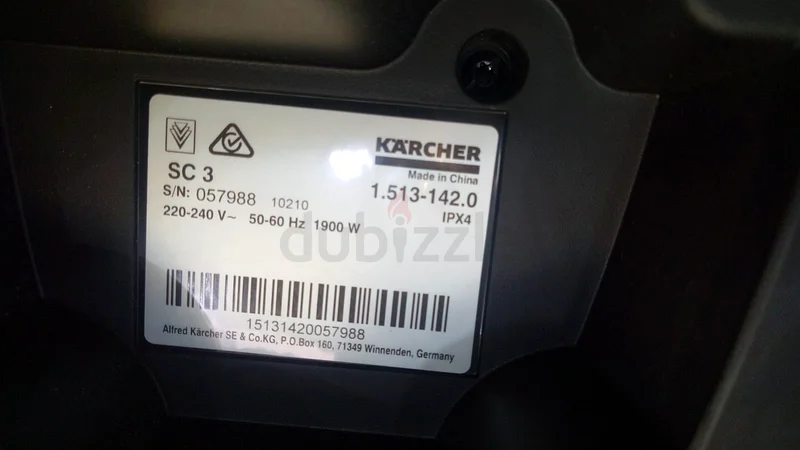 KÄRCHER
Made in China
SC 3
1.513-142.0
S/N: 057988 10210
IPX4
220-240 V~ 50-60 Hz 1900 W
dubizzle
15131420057988
Alfred Kärcher SE & Co.KG, P.O.Box 160, 71349 Winnenden, Germany